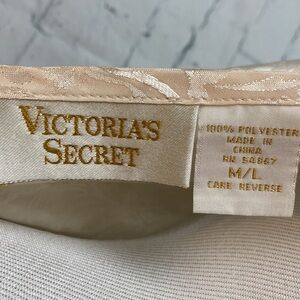 VICTORIA'S
SECRET
100% POLYESTER
MADE IN
CHINA
RN 54867
M/L
CARE REVERSE